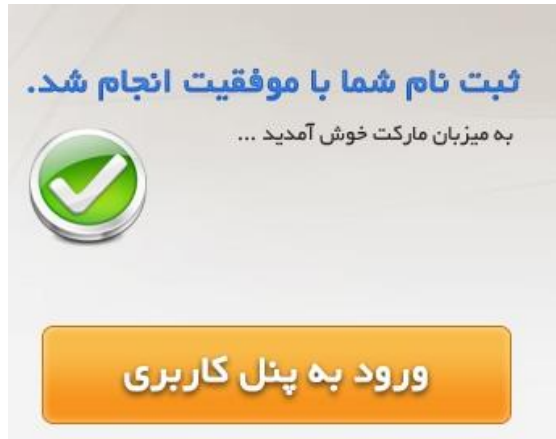 ثبت نام شما با موفقیت انجام شد.
به میزبان مارکت خوش آمدید ...
ورود به پنل کاربری